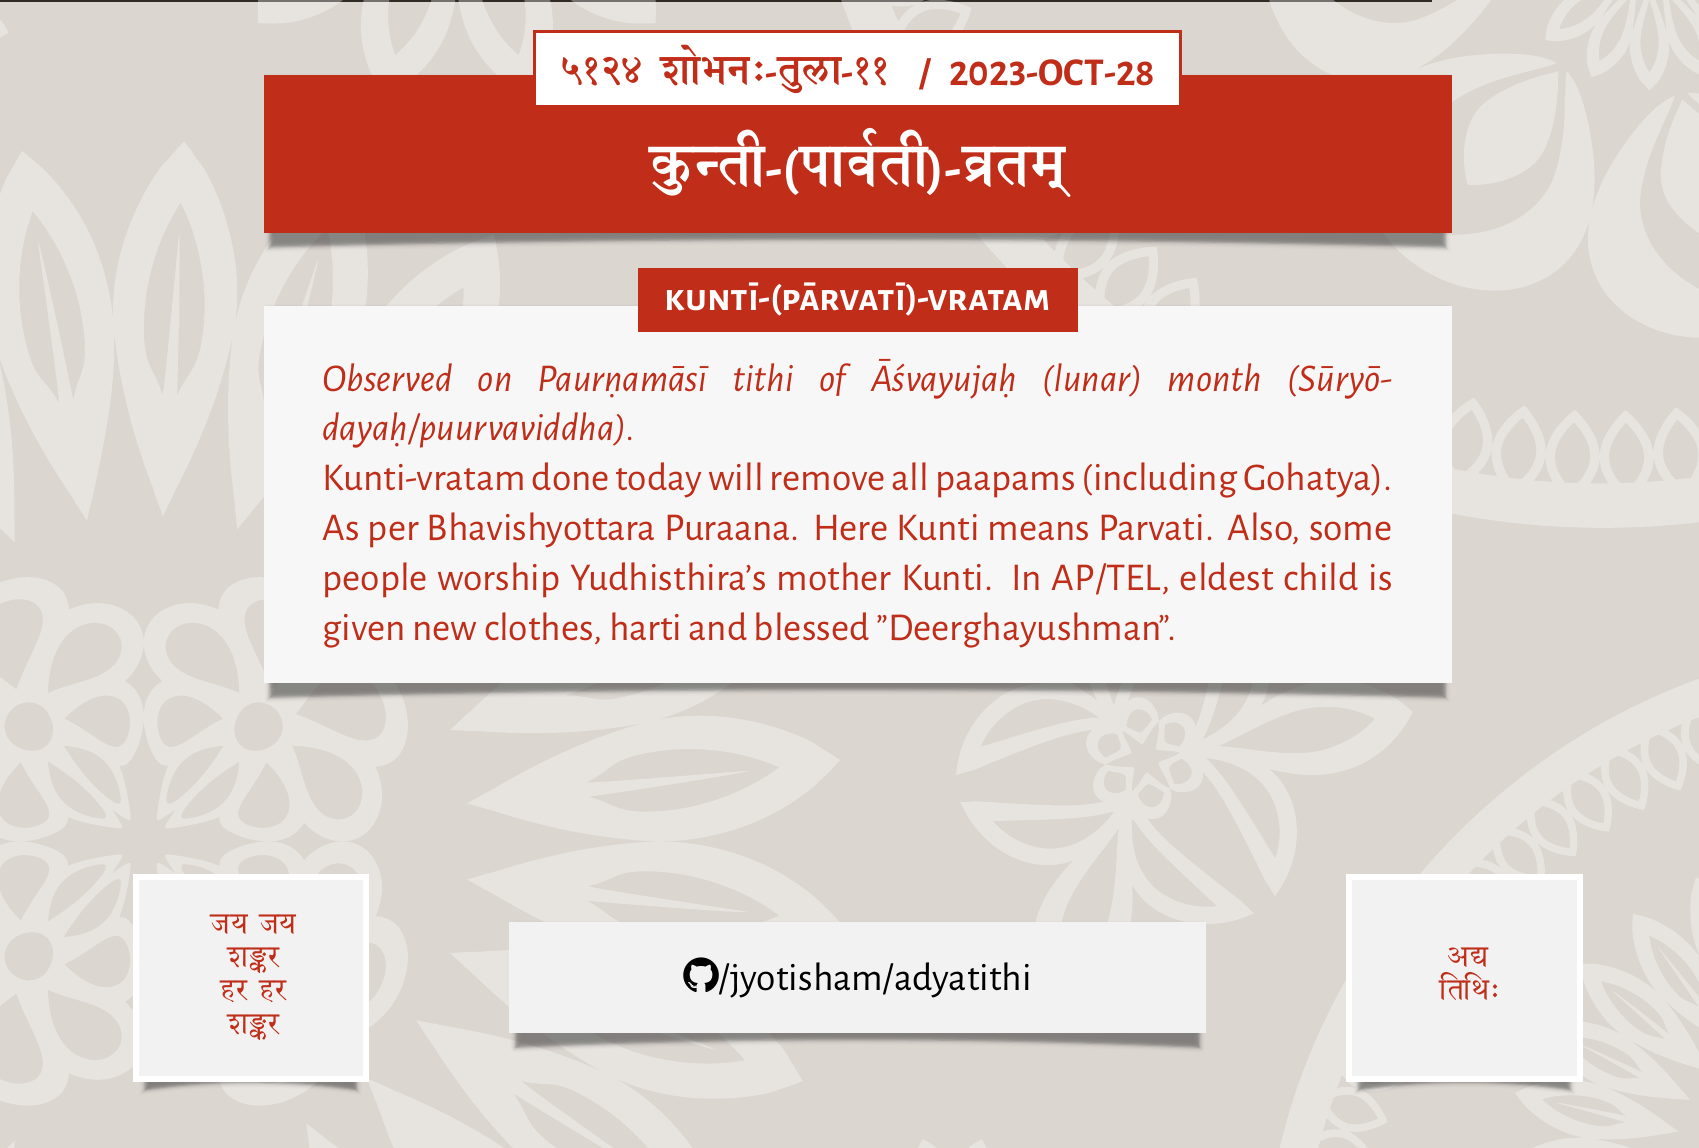 ५१२४ शोभनः-तुला-११ / 2023-OCT-28
कुन्ती-(पार्वती)-व्रतम्
KUNTĪ-(PĀRVATĪ)-VRATAM
Observed on Paurṇamāsī tithi of Āśvayujaḥ (lunar) month (Sūryō-
dayaḥ/puurvaviddha).
Kunti-vratam done today will remove all paapams (including Gohatya).
As per Bhavishyottara Puraana. Here Kunti means Parvati. Also, some
people worship Yudhisthira’s mother Kunti. In AP/TEL, eldest child is
given new clothes, harti and blessed ”Deerghayushman”.
जय जय
शङ्कर
हर हर
शङ्कर
/jyotisham/adyatithi
अद्य
तिथिः